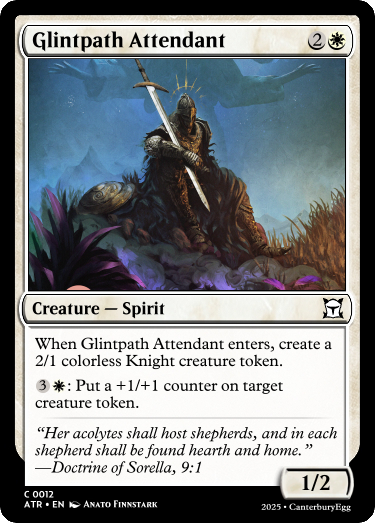 Glintpath Attendant 2
Creature — Spirit
When Glintpath Attendant enters, create a
2/1 colorless Knight creature token.
3 : Put a +1/+1 counter on target
creature token.
“Her acolytes shall host shepherds, and in each
shepherd shall be found hearth and home.”
—Doctrine of Sorella, 9:1
1/2
C 0012
ATR • EN Anato Finnstark
2025 • CanterburyEgg